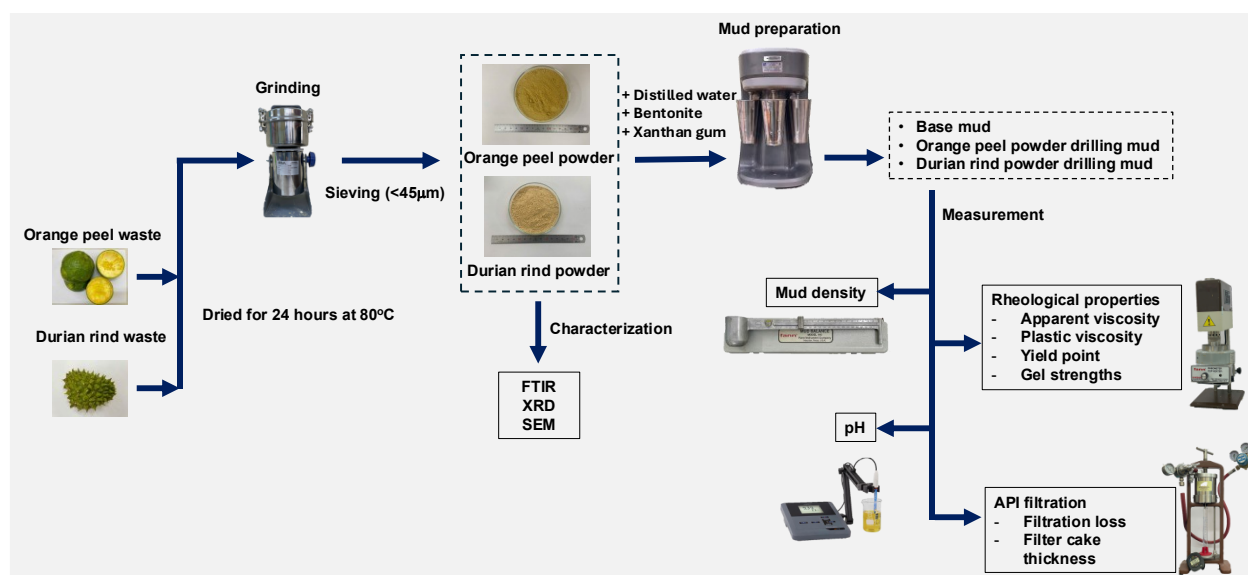 Mud preparation
Grinding
+ Distilled water
+ Bentonite
+ Xanthan gum
Orange peel powder
Sieving (<45µm)
Durian rind powder
• Base mud
• Orange peel powder drilling mud
• Durian rind powder drilling mud
Measurement
Orange peel waste
Dried for 24 hours at 80°C
Durian rind waste
Characterization
FTIR
XRD
SEM
Mud density
Rheological properties
- Apparent viscosity
- Plastic viscosity
- Yield point
- Gel strengths
pH
API filtration
- Filtration loss
- Filter cake
thickness